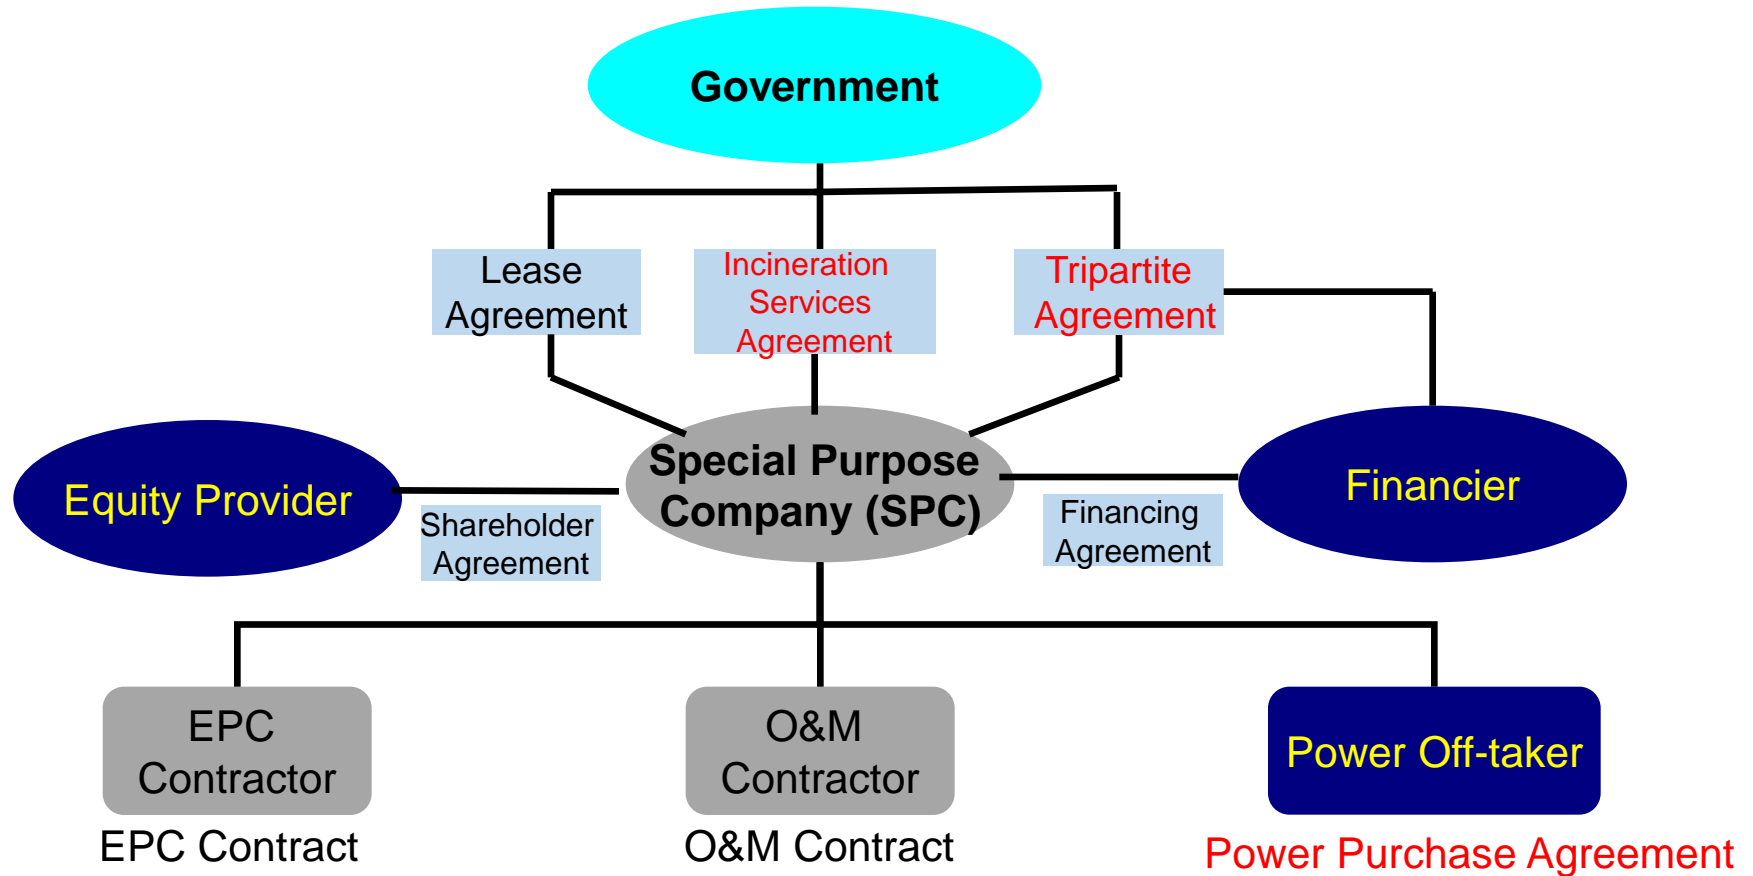 Government
Lease
Agreement
Incineration
Services
Agreement
Tripartite
Agreement
Special Purpose
Company (SPC)
Equity Provider
Financier
Shareholder
Agreement
Financing
Agreement
EPC
Contractor
O&M
Contractor
Power Off-taker
EPC Contract
O&M Contract
Power Purchase Agreement